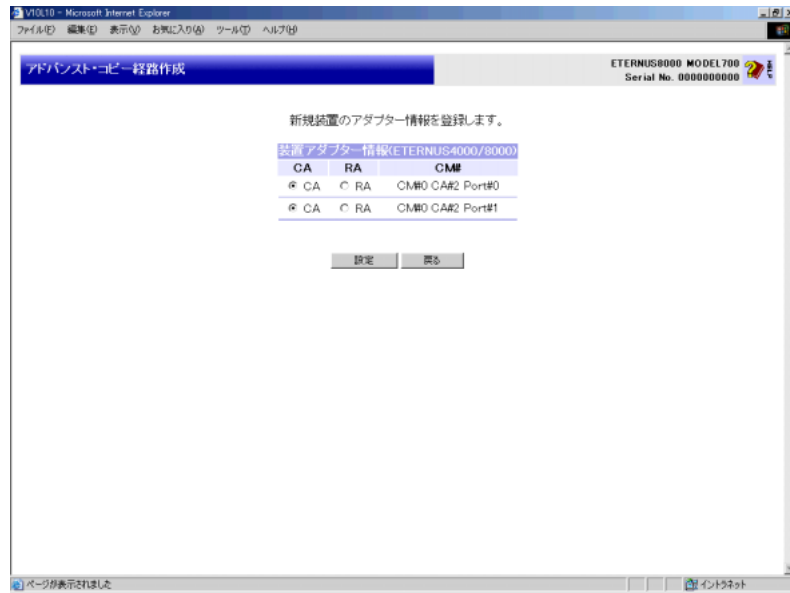 V10L10 - Microsoft Internet Explorer
ファイル(F) 編集(E) 表示(V) お気に入り(A) ツール(T) ヘルプ(H)
アドバンスト・コピー経路作成
ETERNUS8000 MODEL700
Serial No. 0000000000
新規装置のアダプター情報を登録します。
装置アダプター情報(ETERNUS4000/8000)
CA RA CM#
CA RA CM#0 CA#2 Port#0
CA RA CM#0 CA#2 Port#1
設定 戻る
ページが表示されました イントラネット